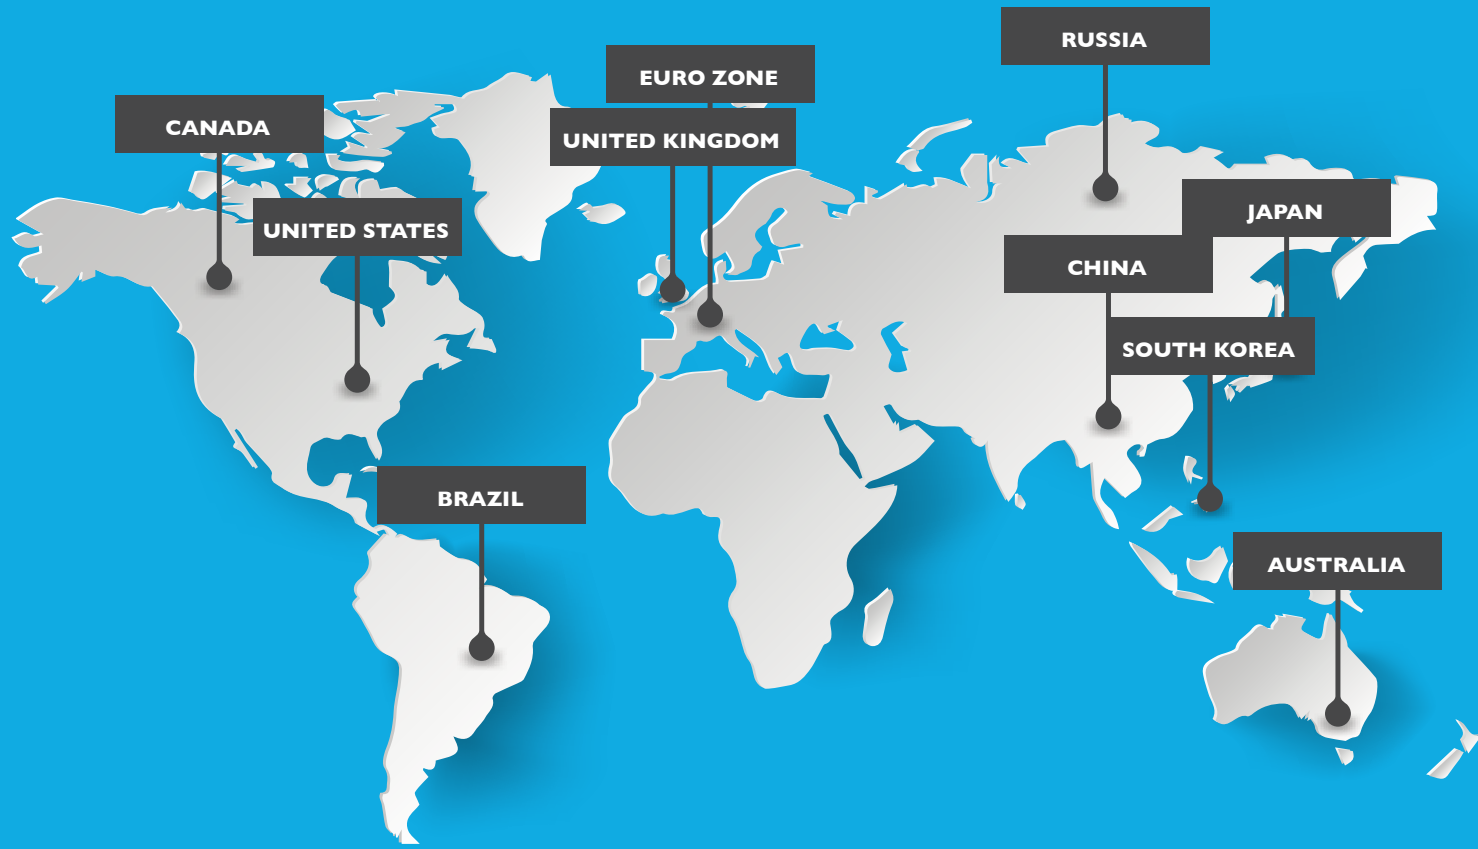 RUSSIA
EURO ZONE
CANADA
UNITED KINGDOM
JAPAN
UNITED STATES
CHINA
SOUTH KOREA
BRAZIL
AUSTRALIA